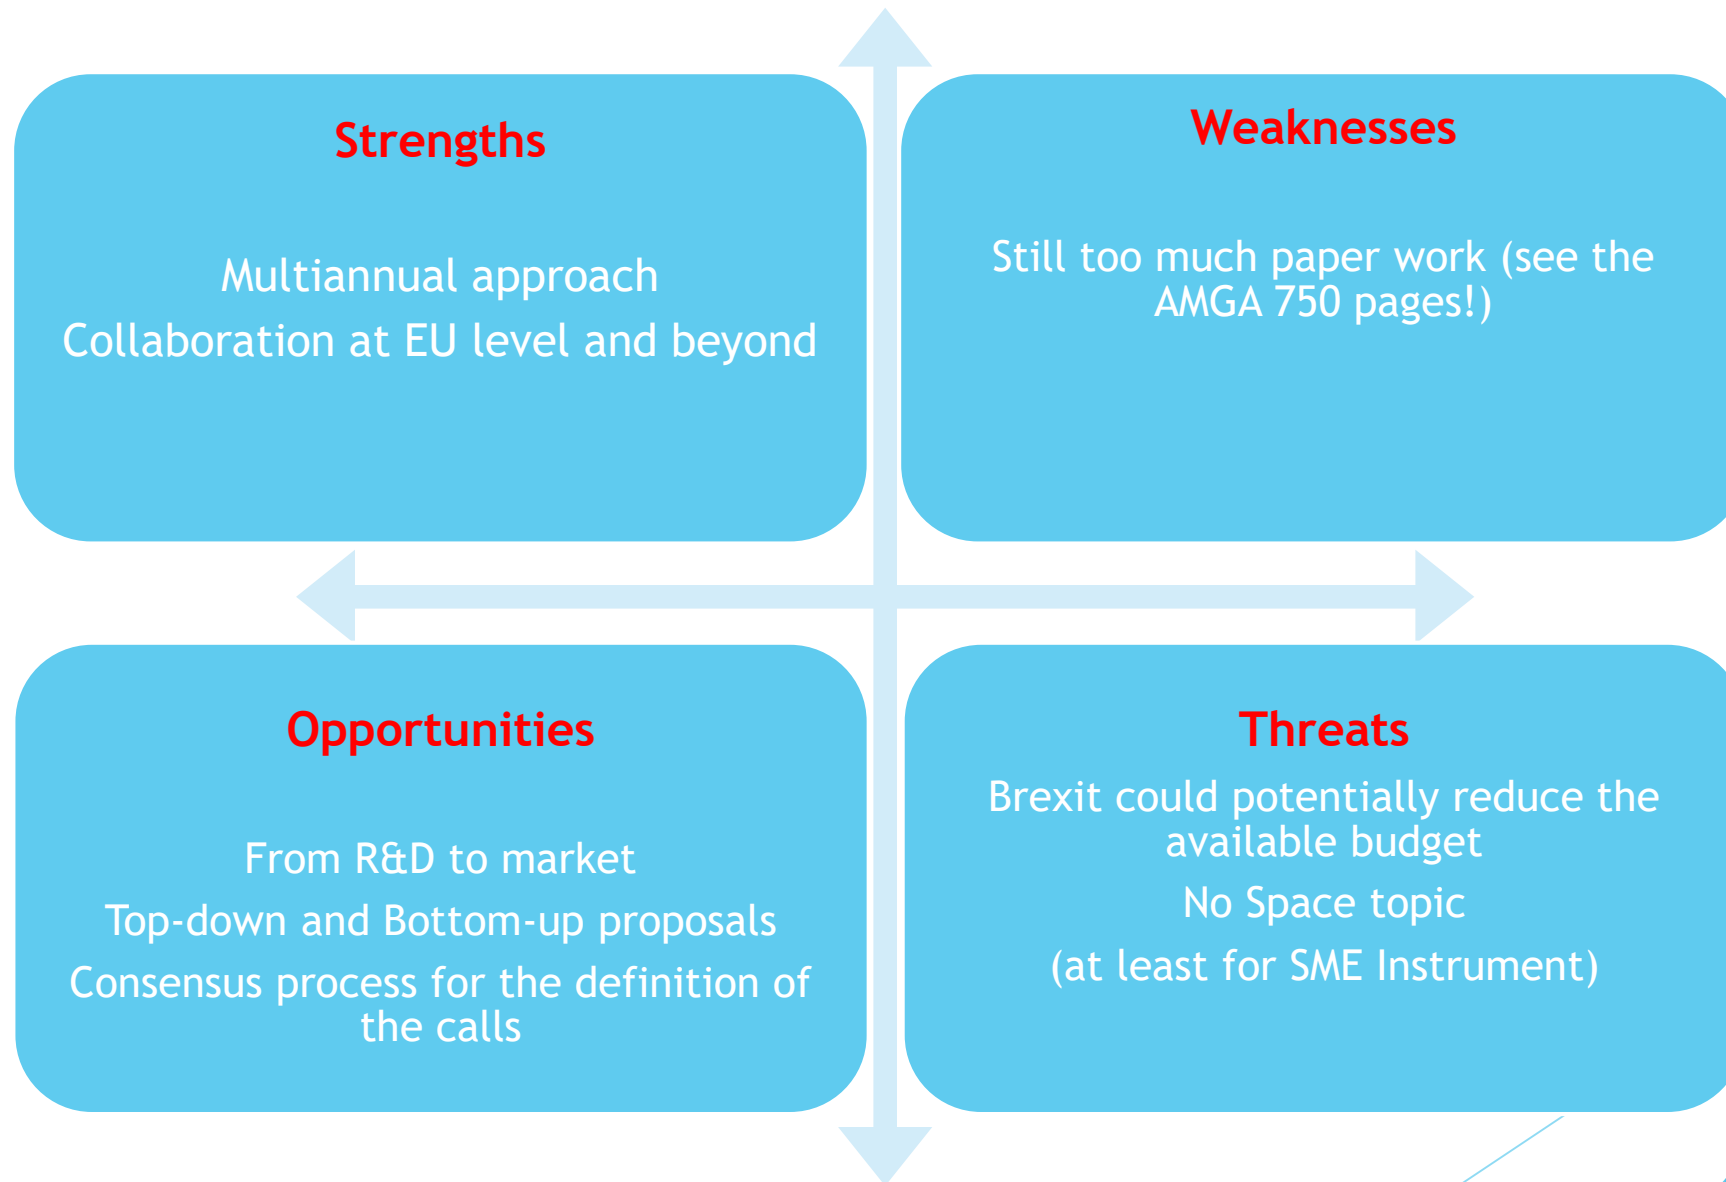 Strengths
Multiannual approach
Collaboration at EU level and beyond
Weaknesses
Still too much paper work (see the
AMGA 750 pages!)
Opportunities
From R&D to market
Top-down and Bottom-up proposals
Consensus process for the definition of
the calls
Threats
Brexit could potentially reduce the
available budget
No Space topic
(at least for SME Instrument)